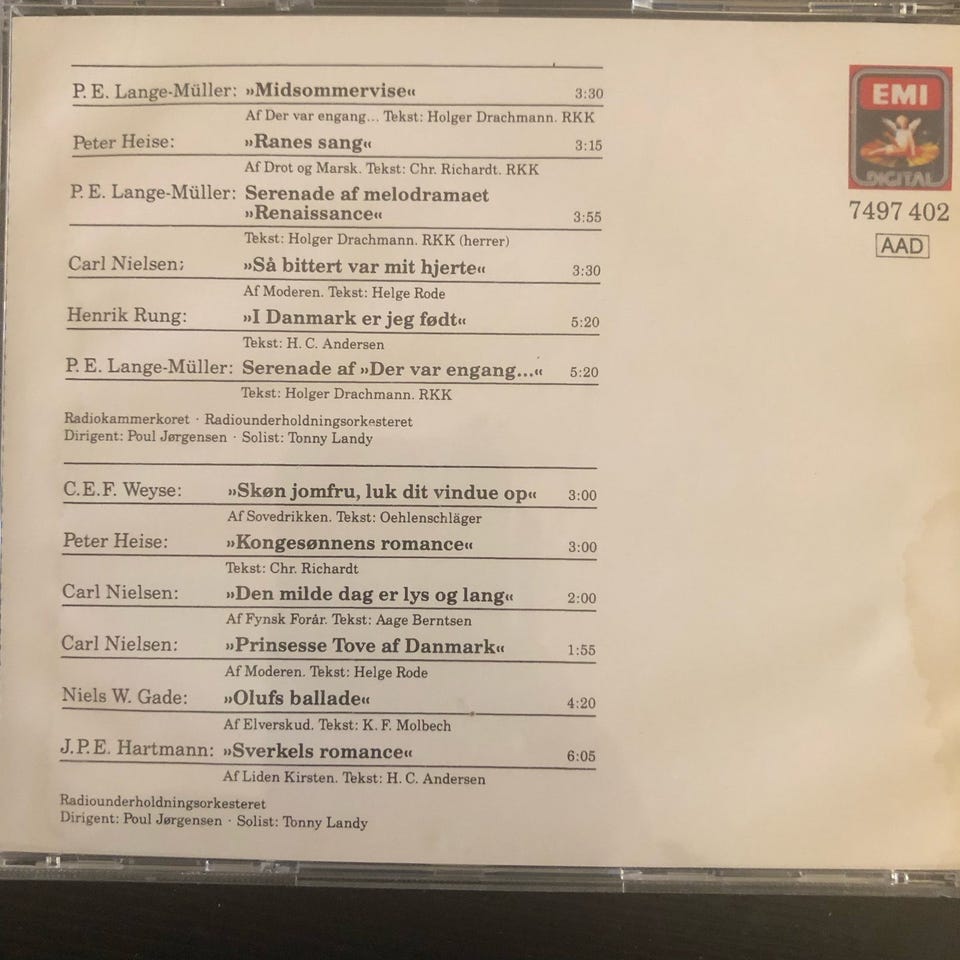 P. E. Lange-Müller: »Midsommervise« 3:30
Af Der var engang... Tekst: Holger Drachmann. RKK
Peter Heise: »Ranes sang« 3:15
Af Drot og Marsk. Tekst: Chr. Richardt. RKK
P. E. Lange-Müller: Serenade af melodramaet
»Renaissance« 3:55
Tekst: Holger Drachmann. RKK (herrer)
Carl Nielsen: »Så bittert var mit hjerte« 3:30
Af Moderen. Tekst: Helge Rode
Henrik Rung: »I Danmark er jeg født« 5:20
Tekst: H. C. Andersen
P. E. Lange-Müller: Serenade af »Der var engang...« 5:20
Tekst: Holger Drachmann. RKK
Radiokammerkoret · Radiounderholdningsorkesteret
Dirigent: Poul Jørgensen · Solist: Tonny Landy
C.E.F. Weyse: »Skøn jomfru, luk dit vindue op« 3:00
Af Sovedrikken. Tekst: Oehlenschläger
Peter Heise: »Kongesønnens romance« 3:00
Tekst: Chr. Richardt
Carl Nielsen: »Den milde dag er lys og lang« 2:00
Af Fynsk Forår. Tekst: Aage Berntsen
Carl Nielsen: »Prinsesse Tove af Danmark« 1:55
Af Moderen. Tekst: Helge Rode
Niels W. Gade: »Olufs ballade« 4:20
Af Elverskud. Tekst: K. F. Molbech
J.P.E. Hartmann: »Sverkels romance« 6:05
Af Liden Kirsten. Tekst: H. C. Andersen
Radiounderholdningsorkesteret
Dirigent: Poul Jørgensen · Solist: Tonny Landy
EMI
DIGITAL
7497 402
AAD